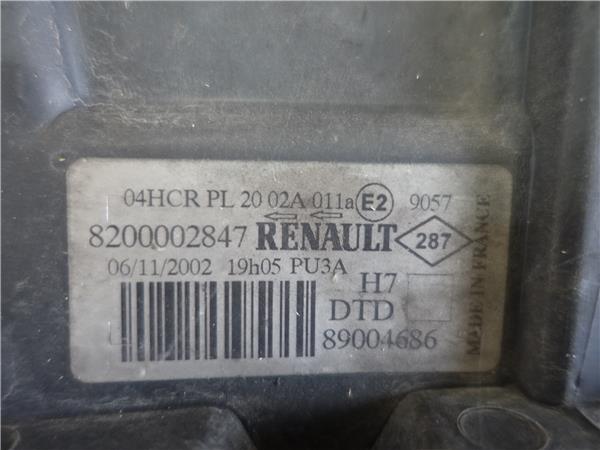 04HCR PL 20 02A 011a E2 9057
8200002847 RENAULT 287
06/11/2002 19h05 PU3A
H7
DTD
89004686
MADE IN FRANCE